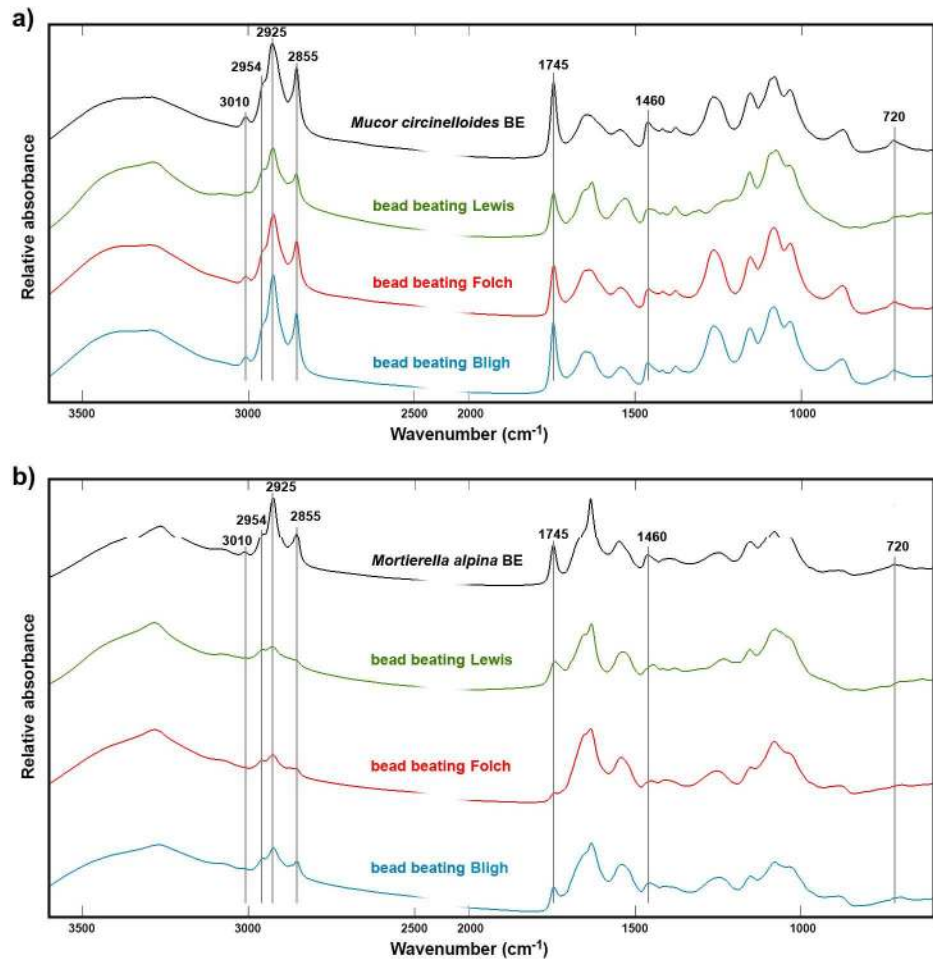 a)
2925
2954
2855
3010
1745
1460
720
Mucor circinelloides BE
bead beating Lewis
bead beating Folch
bead beating Bligh
Relative absorbance
3500 3000 2500 2000 1500 1000
Wavenumber (cm-1)
b)
2925
2954
2855
3010
1745
1460
720
Mortierella alpina BE
bead beating Lewis
bead beating Folch
bead beating Bligh
Relative absorbance
3500 3000 2500 2000 1500 1000
Wavenumber (cm-1)